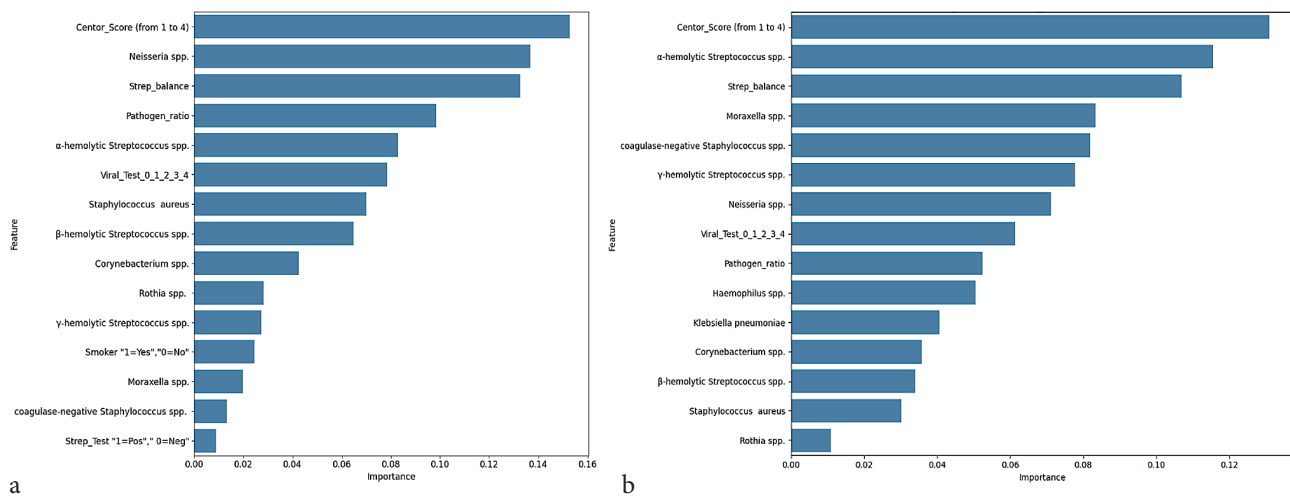 Centor_Score (from 1 to 4)
Neisseria spp.
Strep_balance
Pathogen_ratio
α-hemolytic Streptococcus spp.
Viral_Test_0_1_2_3_4
Staphylococcus  aureus
β-hemolytic Streptococcus spp.
Corynebacterium spp.
Rothia spp.
γ-hemolytic Streptococcus spp.
Smoker "1=Yes","0=No"
Moraxella spp.
coagulase-negative Staphylococcus spp.
Strep_Test "1=Pos"," 0=Neg"
Feature
0.00 0.02 0.04 0.06 0.08 0.10 0.12 0.14 0.16
Importance
a
Centor_Score (from 1 to 4)
α-hemolytic Streptococcus spp.
Strep_balance
Moraxella spp.
coagulase-negative Staphylococcus spp.
γ-hemolytic Streptococcus spp.
Neisseria spp.
Viral_Test_0_1_2_3_4
Pathogen_ratio
Haemophilus spp.
Klebsiella pneumoniae
Corynebacterium spp.
β-hemolytic Streptococcus spp.
Staphylococcus  aureus
Rothia spp.
Feature
0.00 0.02 0.04 0.06 0.08 0.10 0.12
Importance
b